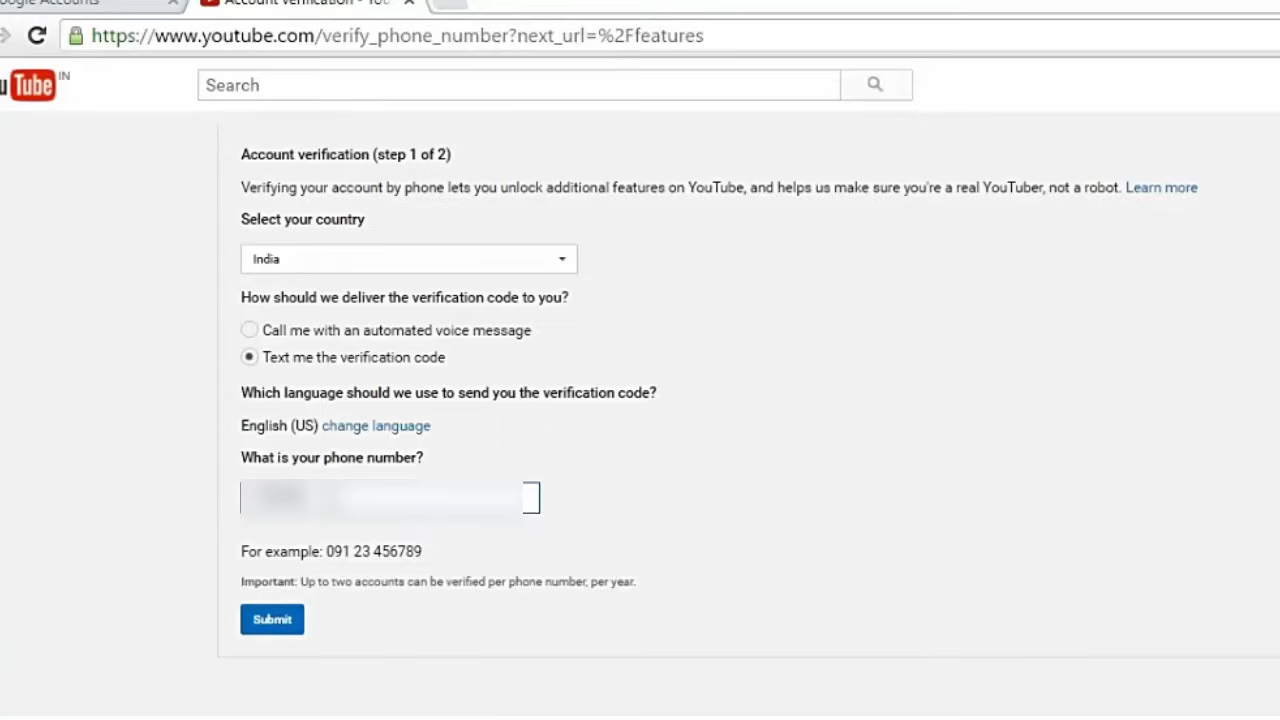 Account verification - You
https://www.youtube.com/verify_phone_number?next_url=%2Ffeatures
Tube IN
Search
Account verification (step 1 of 2)
Verifying your account by phone lets you unlock additional features on YouTube, and helps us make sure you're a real YouTuber, not a robot. Learn more
Select your country
India
How should we deliver the verification code to you?
Call me with an automated voice message
Text me the verification code
Which language should we use to send you the verification code?
English (US) change language
What is your phone number?
For example: 091 23 456789
Important: Up to two accounts can be verified per phone number, per year.
Submit